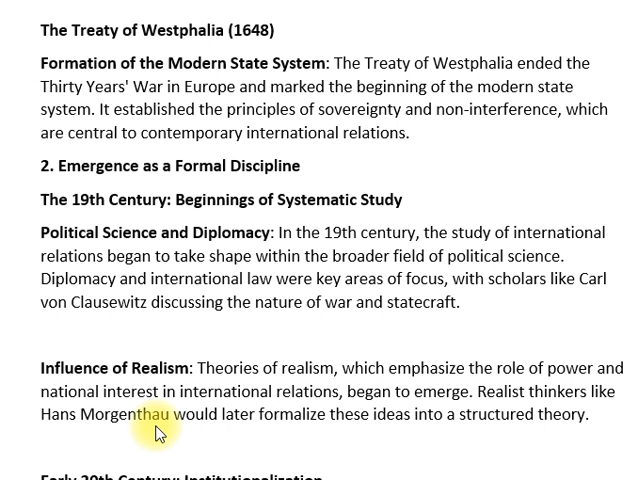 The Treaty of Westphalia (1648)
Formation of the Modern State System: The Treaty of Westphalia ended the
Thirty Years' War in Europe and marked the beginning of the modern state
system. It established the principles of sovereignty and non-interference, which
are central to contemporary international relations.
2. Emergence as a Formal Discipline
The 19th Century: Beginnings of Systematic Study
Political Science and Diplomacy: In the 19th century, the study of international
relations began to take shape within the broader field of political science.
Diplomacy and international law were key areas of focus, with scholars like Carl
von Clausewitz discussing the nature of war and statecraft.
Influence of Realism: Theories of realism, which emphasize the role of power and
national interest in international relations, began to emerge. Realist thinkers like
Hans Morgenthau would later formalize these ideas into a structured theory.
Early 20th Century: Institutionalization